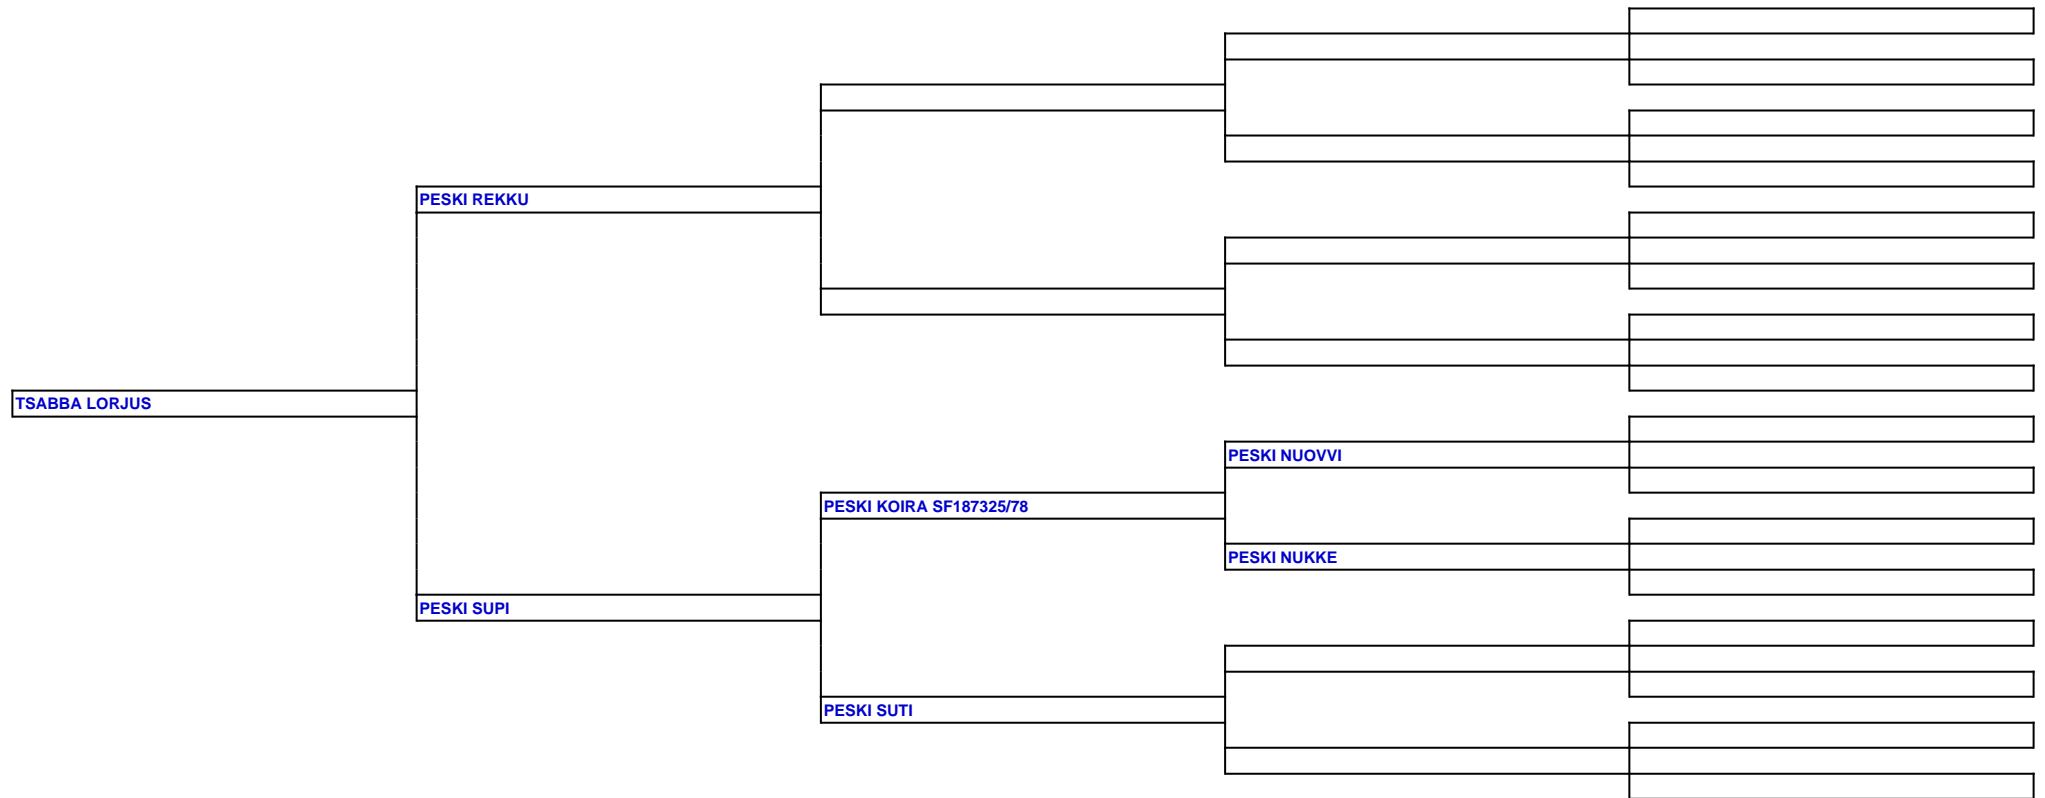 PESKI REKKU
TSABBA LORJUS
PESKI NUOVVI
PESKI KOIRA SF187325/78
PESKI NUKKE
PESKI SUPI
PESKI SUTI